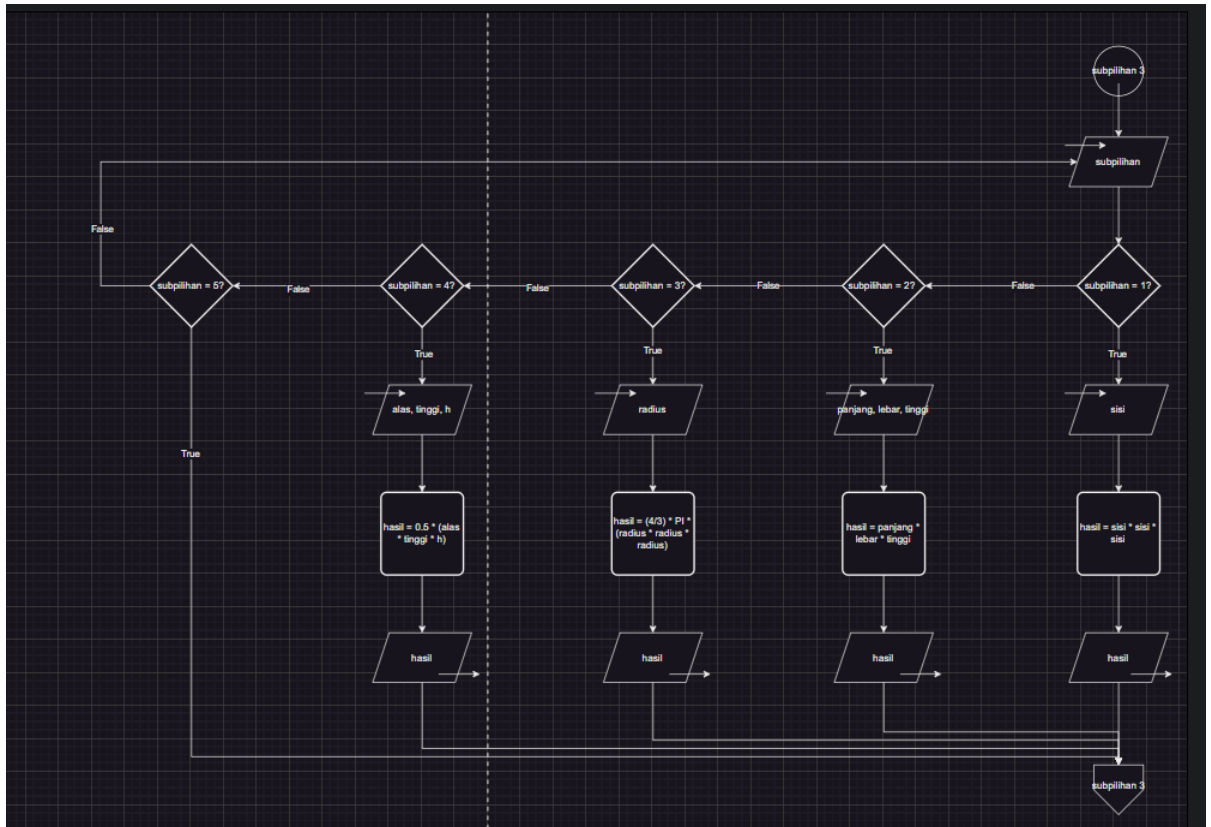 subpilihan 3
subpilihan
False
subpilihan = 5?
False
subpilihan = 4?
False
subpilihan = 3?
False
subpilihan = 2?
False
subpilihan = 1?
True
True
True
True
alas, tinggi, h
radius
panjang, lebar, tinggi
sisi
True
hasil = 0.5 * (alas
* tinggi * h)
hasil = (4/3) * PI *
(radius * radius *
radius)
hasil = panjang *
lebar * tinggi
hasil = sisi * sisi *
sisi
hasil
hasil
hasil
hasil
subpilihan 3